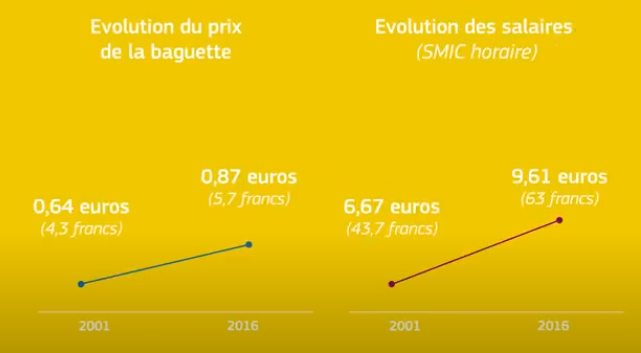 Evolution du prix
de la baguette
0,64 euros
(4,3 francs)
0,87 euros
(5,7 francs)
2001
2016
Evolution des salaires
(SMIC horaire)
6,67 euros
(43,7 francs)
9,61 euros
(63 francs)
2001
2016